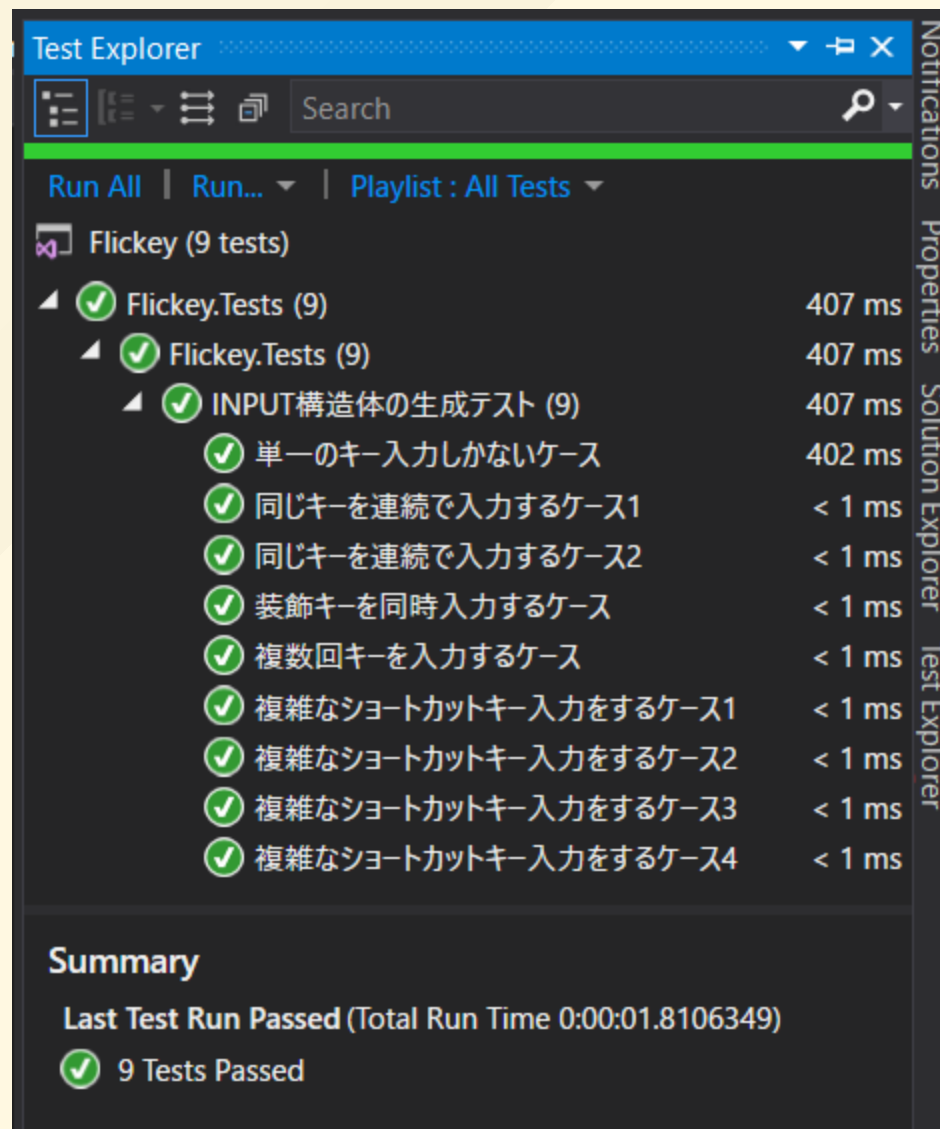 Test Explorer
Search
Run All | Run... | Playlist : All Tests
Flickey (9 tests)
Flickey.Tests (9) 407 ms
Flickey.Tests (9) 407 ms
INPUT構造体の生成テスト (9) 407 ms
単一のキー入力しかないケース 402 ms
同じキーを連続で入力するケース1 < 1 ms
同じキーを連続で入力するケース2 < 1 ms
装飾キーを同時入力するケース < 1 ms
複数回キーを入力するケース < 1 ms
複雑なショートカットキー入力をするケース1 < 1 ms
複雑なショートカットキー入力をするケース2 < 1 ms
複雑なショートカットキー入力をするケース3 < 1 ms
複雑なショートカットキー入力をするケース4 < 1 ms
Summary
Last Test Run Passed (Total Run Time 0:00:01.8106349)
9 Tests Passed
Notifications
Properties
Solution Explorer
Test Explorer